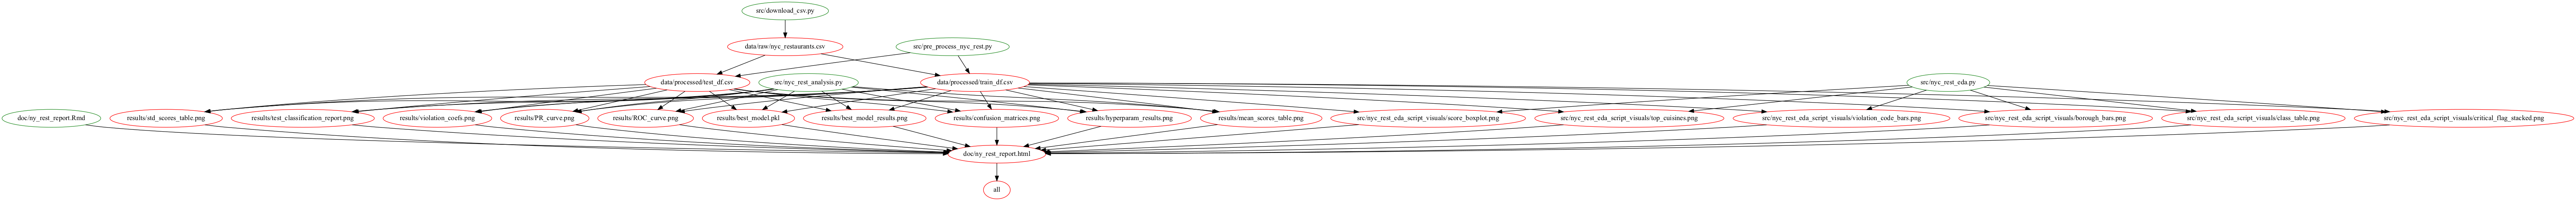 src/download_csv.py
data/raw/nyc_restaurants.csv
src/pre_process_nyc_rest.py
data/processed/test_df.csv
src/nyc_rest_analysis.py
data/processed/train_df.csv
src/nyc_rest_eda.py
doc/ny_rest_report.Rmd
results/std_scores_table.png
results/test_classification_report.png
results/violation_coefs.png
results/PR_curve.png
results/ROC_curve.png
results/best_model.pkl
results/best_model_results.png
results/confusion_matrices.png
results/hyperparam_results.png
results/mean_scores_table.png
src/nyc_rest_eda_script_visuals/score_boxplot.png
src/nyc_rest_eda_script_visuals/top_cuisines.png
src/nyc_rest_eda_script_visuals/violation_code_bars.png
src/nyc_rest_eda_script_visuals/borough_bars.png
src/nyc_rest_eda_script_visuals/class_table.png
src/nyc_rest_eda_script_visuals/critical_flag_stacked.png
doc/ny_rest_report.html
all